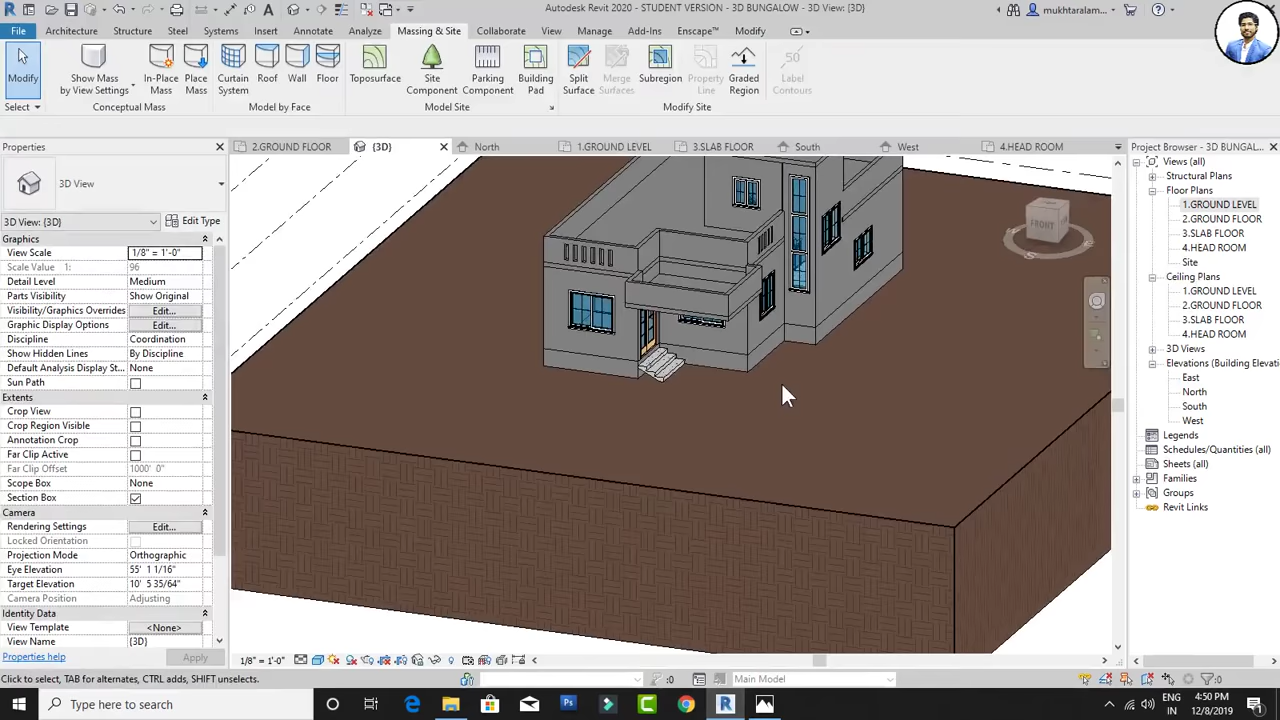 Autodesk Revit 2020 - STUDENT VERSION - 3D BUNGALOW - 3D View: {3D}
mukhtaralam...
File Architecture Structure Steel Systems Insert Annotate Analyze Massing & Site Collaborate View Manage Add-Ins Enscape™ Modify
Modify
Show Mass
by View Settings
In-Place
Mass
Place
Mass
Curtain
System
Roof
Wall
Floor
Toposurface
Site
Component
Parking
Component
Building
Pad
Split
Surface
Merge
Surfaces
Subregion
Property
Line
Graded
Region
50
Label
Contours
Select
Conceptual Mass
Model by Face
Model Site
Modify Site
Properties
3D View
3D View: {3D}
Edit Type
Graphics
View Scale 1/8" = 1'-0"
Scale Value 1: 96
Detail Level Medium
Parts Visibility Show Original
Visibility/Graphics Overrides Edit...
Graphic Display Options Edit...
Discipline Coordination
Show Hidden Lines By Discipline
Default Analysis Display St... None
Sun Path
Extents
Crop View
Crop Region Visible
Annotation Crop
Far Clip Active
Far Clip Offset 1000' 0"
Scope Box None
Section Box
Camera
Rendering Settings Edit...
Locked Orientation
Projection Mode Orthographic
Eye Elevation 55' 1 1/16"
Target Elevation 10' 5 35/64"
Camera Position Adjusting
Identity Data
View Template <None>
View Name {3D}
Properties help
Apply
2.GROUND FLOOR
{3D}
North
1.GROUND LEVEL
3.SLAB FLOOR
South
West
4.HEAD ROOM
FRONT
Project Browser - 3D BUNGAL...
Views (all)
Structural Plans
Floor Plans
1.GROUND LEVEL
2.GROUND FLOOR
3.SLAB FLOOR
4.HEAD ROOM
Site
Ceiling Plans
1.GROUND LEVEL
2.GROUND FLOOR
3.SLAB FLOOR
4.HEAD ROOM
3D Views
Elevations (Building Elevati
East
North
South
West
Legends
Schedules/Quantities (all)
Sheets (all)
Families
Groups
Revit Links
1/8" = 1'-0"
Click to select, TAB for alternates, CTRL adds, SHIFT unselects.
:0
Main Model
:0
Type here to search
ENG
IN
4:50 PM
12/8/2019